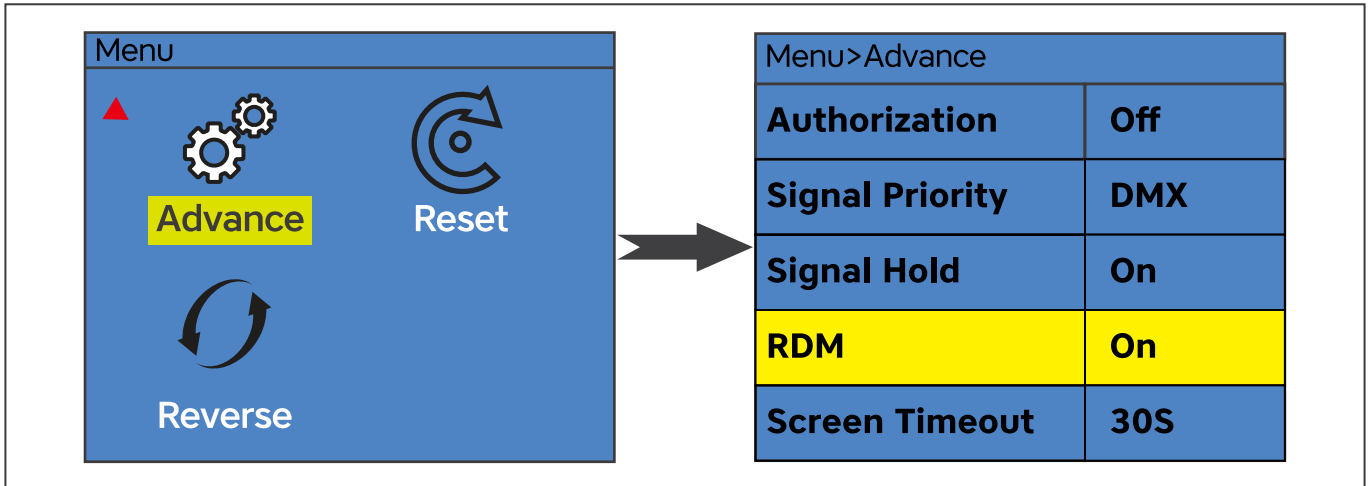 Menu
Advance
Reset
Reverse
Menu>Advance
Authorization Off
Signal Priority DMX
Signal Hold On
RDM On
Screen Timeout 30S